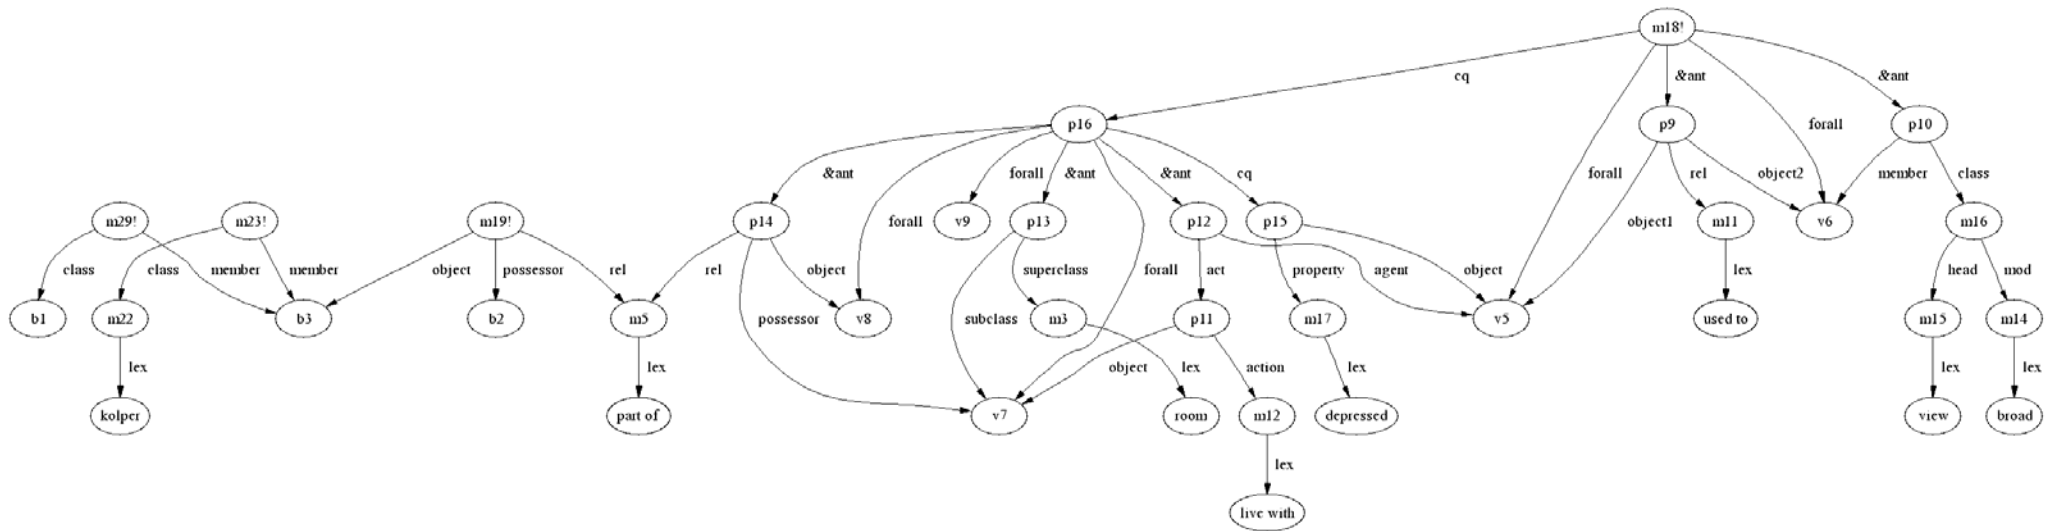 m18!
cq
&ant
&ant
p16
p9
forall
p10
&ant
forall
forall
&ant
&ant
cq
forall
rel
object2
member
class
m29!
m23!
m19!
p14
forall
v9
p13
p12
p15
object1
m11
v6
m16
class
class
member
member
object
possessor
rel
rel
object
superclass
act
property
agent
object
lex
head
mod
b1
m22
b3
b2
m5
possessor
v8
subclass
m3
p11
m17
v5
used to
m15
m14
lex
lex
object
lex
action
lex
lex
lex
kolper
part of
v7
room
m12
depressed
view
broad
lex
live with